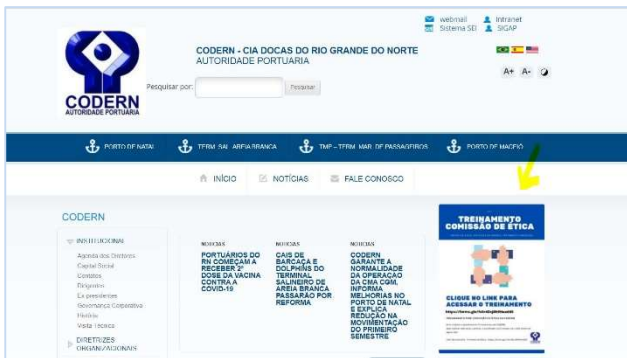 webmail Intranet
Sistema SEI SIGAP
CODERN - CIA DOCAS DO RIO GRANDE DO NORTE
AUTORIDADE PORTUARIA
A+ A-
Pesquisar por: Pesquisar
CODERN
AUTORIDADE PORTUÁRIA
PORTO DE NATAL TERM. SAL. AREIA BRANCA TMP - TERM. MAR. DE PASSAGEIROS PORTO DE MACEIÓ
INÍCIO NOTÍCIAS FALE CONOSCO
CODERN
INSTITUCIONAL
Agenda dos Diretores
Capital Social
Contatos
Dirigentes
Ex presidentes
Governança Corporativa
História
Visita Técnica
DIRETRIZES
ORGANIZACIONAIS
NOTÍCIAS
PORTUÁRIOS DO
RN COMEÇAM A
RECEBER 2ª
DOSE DA VACINA
CONTRA A
COVID-19
NOTÍCIAS
CAIS DE
BARCAÇA E
DOLPHINS DO
TERMINAL
SALINEIRO DE
AREIA BRANCA
PASSARÃO POR
REFORMA
NOTÍCIAS
CODERN
GARANTE A
NORMALIDADE
DA OPERAÇÃO
DA CMA CGM,
INFORMA
MELHORIAS NO
PORTO DE NATAL
E EXPLICA
REDUÇÃO NA
MOVIMENTAÇÃO
DO PRIMEIRO
SEMESTRE
TREINAMENTO
COMISSÃO DE ÉTICA
CLIQUE NO LINK PARA
ACESSAR O TREINAMENTO